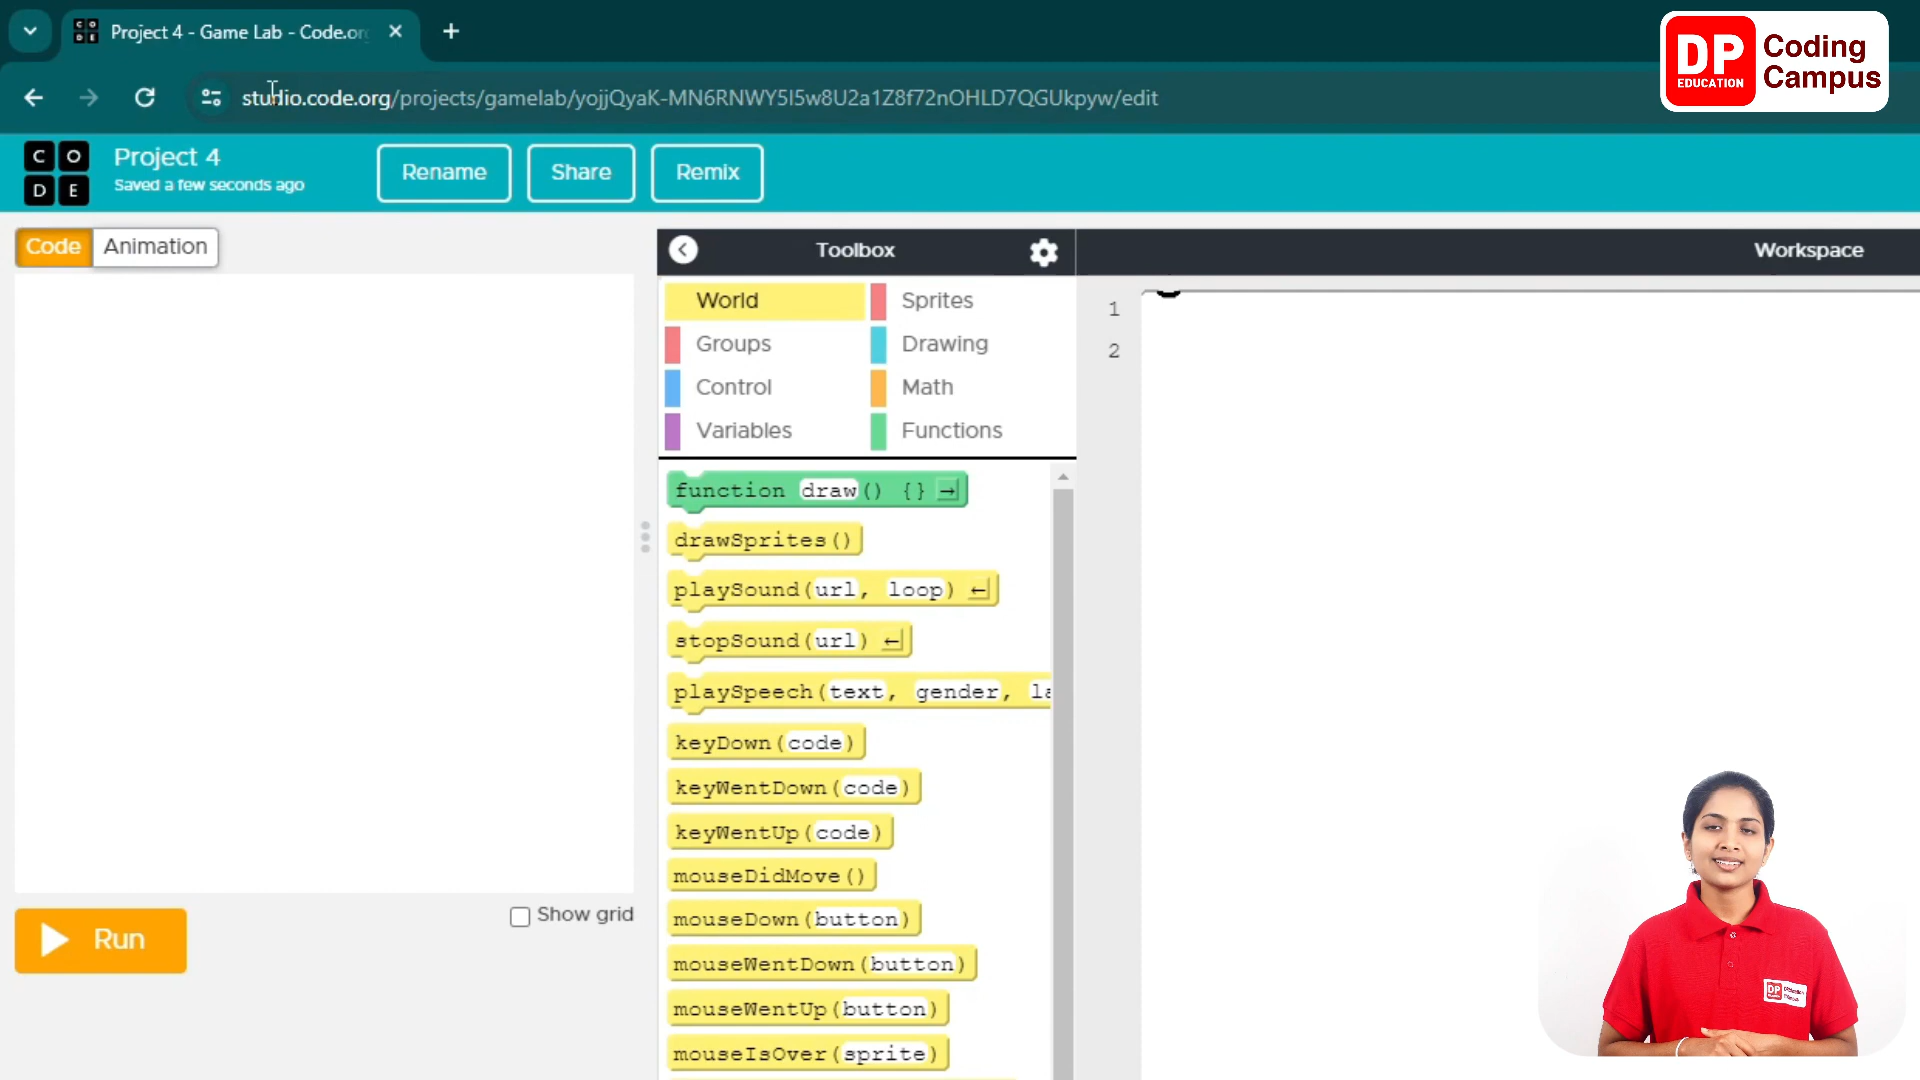 Project 4 - Game Lab - Code.or
studio.code.org/projects/gamelab/yojjQyaK-MN6RNWY5I5w8U2a1Z8f72nOHLD7QGUkpyw/edit
DP EDUCATION Coding Campus
CODE
Project 4
Saved a few seconds ago
Rename
Share
Remix
Code
Animation
Toolbox
Workspace
World
Sprites
Groups
Drawing
Control
Math
Variables
Functions
1
2
function draw() {}
drawSprites()
playSound(url, loop)
stopSound(url)
playSpeech(text, gender, la
keyDown(code)
keyWentDown(code)
keyWentUp(code)
mouseDidMove()
mouseDown(button)
mouseWentDown(button)
mouseWentUp(button)
mouseIsOver(sprite)
Show grid
Run
DP